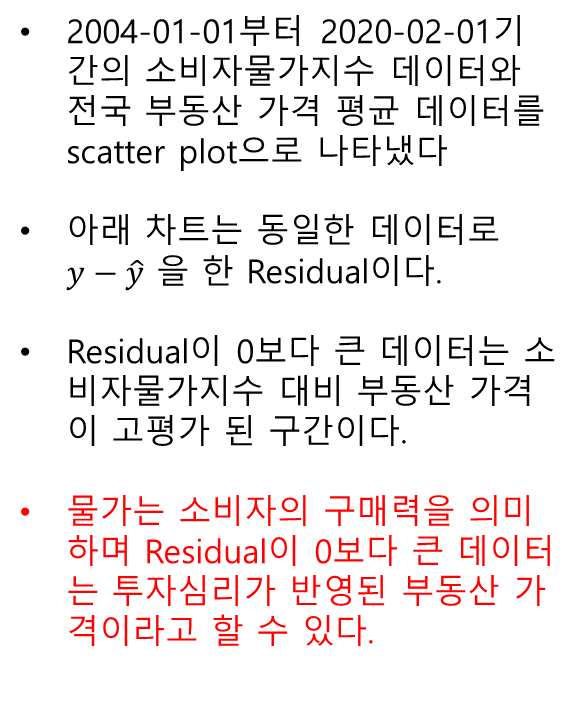 • 2004-01-01부터 2020-02-01기
간의 소비자물가지수 데이터와
전국 부동산 가격 평균 데이터를
scatter plot으로 나타냈다
• 아래 차트는 동일한 데이터로
𝑦 − 𝑦̂ 을 한 Residual이다.
• Residual이 0보다 큰 데이터는 소
비자물가지수 대비 부동산 가격
이 고평가 된 구간이다.
• 물가는 소비자의 구매력을 의미
하며 Residual이 0보다 큰 데이터
는 투자심리가 반영된 부동산 가
격이라고 할 수 있다.